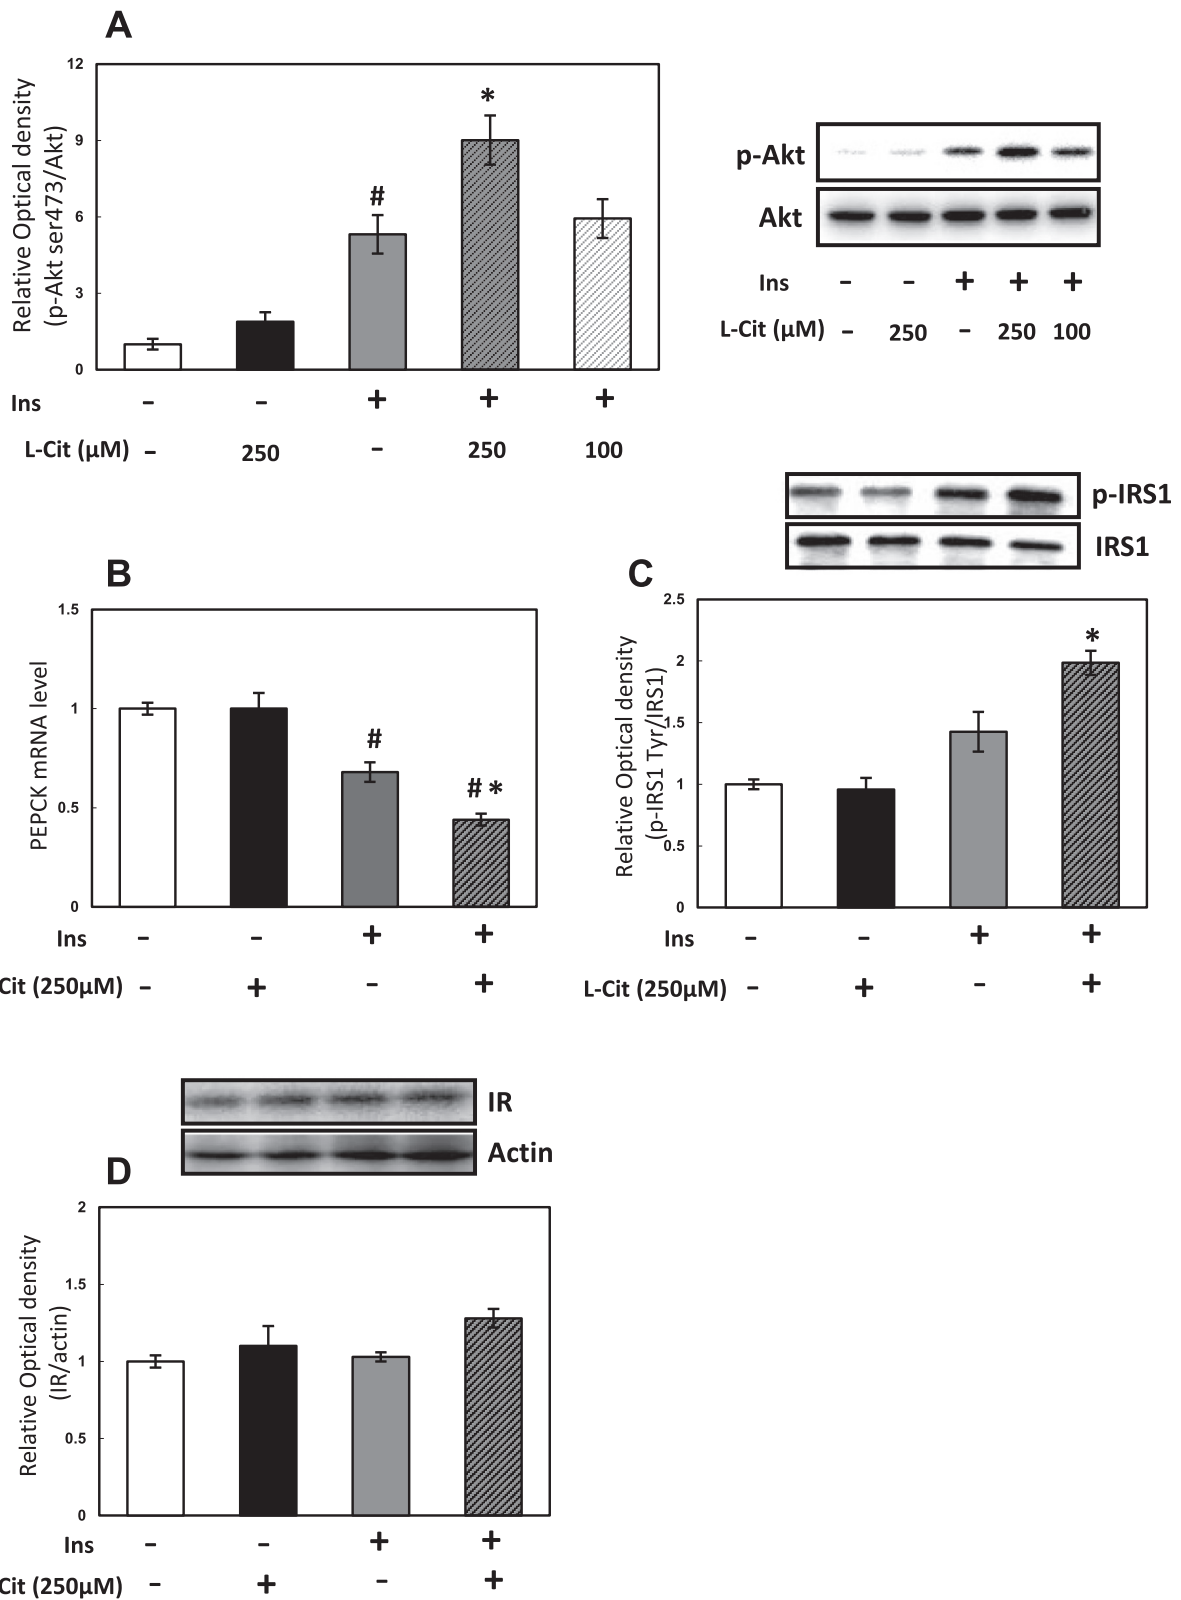 A
12
9
6
3
0
Relative Optical density
(p-Akt ser473/Akt)
#
*
Ins - - + + +
L-Cit (μM) - 250 - 250 100
p-Akt
Akt
Ins - - + + +
L-Cit (μM) - 250 - 250 100
B
1.5
1
0.5
0
PEPCK mRNA level
#
# *
Ins - - + +
Cit (250μM) - + - +
p-IRS1
IRS1
C
2.5
2
1.5
1
0.5
0
Relative Optical density
(p-IRS1 Tyr/IRS1)
*
Ins - - + +
L-Cit (250μM) - + - +
IR
Actin
D
2
1.5
1
0.5
0
Relative Optical density
(IR/actin)
Ins - - + +
Cit (250μM) - + - +